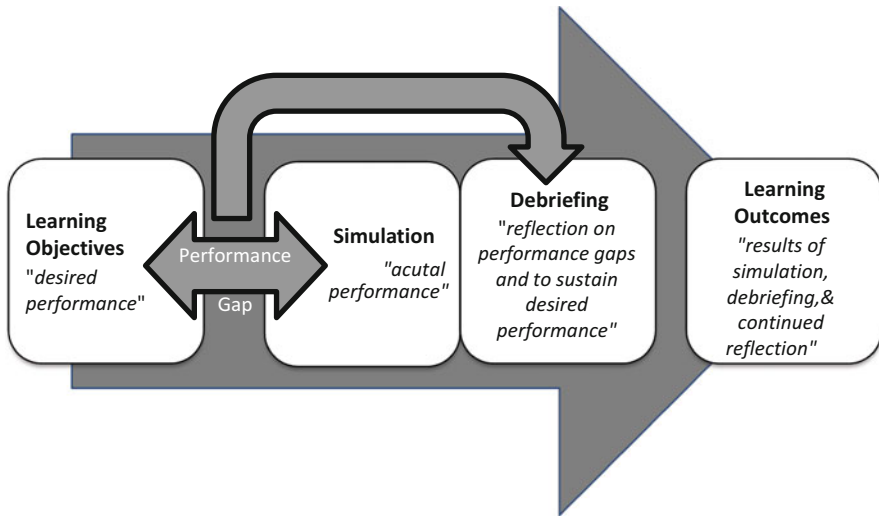 Learning
Objectives
"desired
performance"
Performance
Gap
Simulation
"acutal
performance"
Debriefing
"reflection on
performance gaps
and to sustain
desired
performance"
Learning
Outcomes
"results of
simulation,
debriefing,&
continued
reflection"